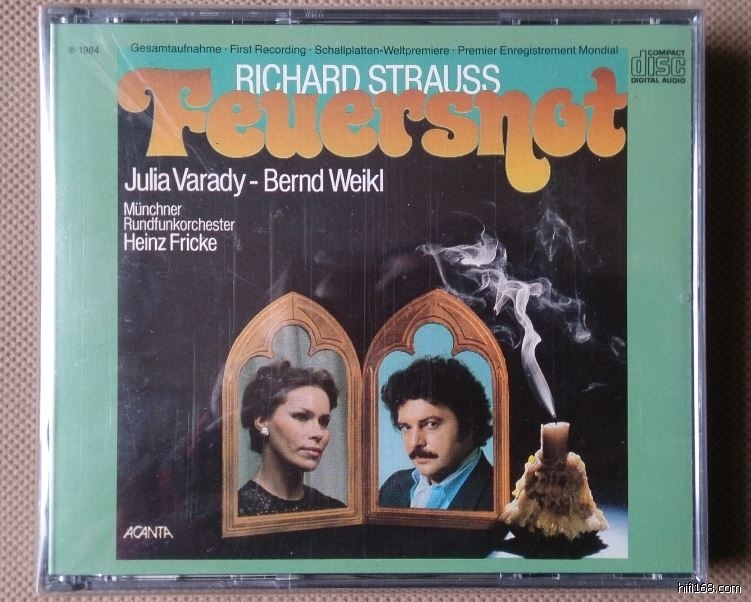 ℗ 1984
Gesamtaufnahme · First Recording · Schallplatten-Weltpremiere · Premier Enregistrement Mondial
COMPACT
disc
DIGITAL AUDIO
RICHARD STRAUSS
Feuersnot
Julia Varady – Bernd Weikl
Münchner
Rundfunkorchester
Heinz Fricke
ACANTA
hifi168.com